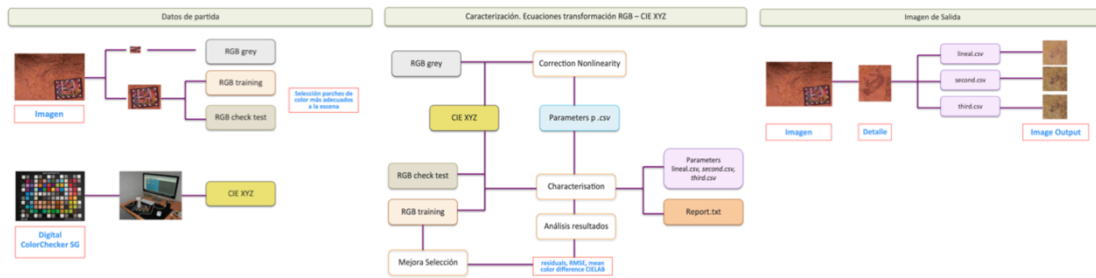 Datos de partida
RGB grey
RGB training
RGB check test
Imagen
Selección parches de
color más adecuados
a la escena
CIE XYZ
Digital
ColorChecker SG
Caracterización. Ecuaciones transformación RGB – CIE XYZ
RGB grey
Correction Nonlinearity
CIE XYZ
Parameters p .csv
RGB check test
Characterisation
Parameters
lineal.csv, second.csv,
third.csv
RGB training
Report.txt
Análisis resultados
Mejora Selección
residuals, RMSE, mean
color difference CIELAB
Imagen de Salida
lineal.csv
second.csv
third.csv
Imagen
Detalle
Image Output